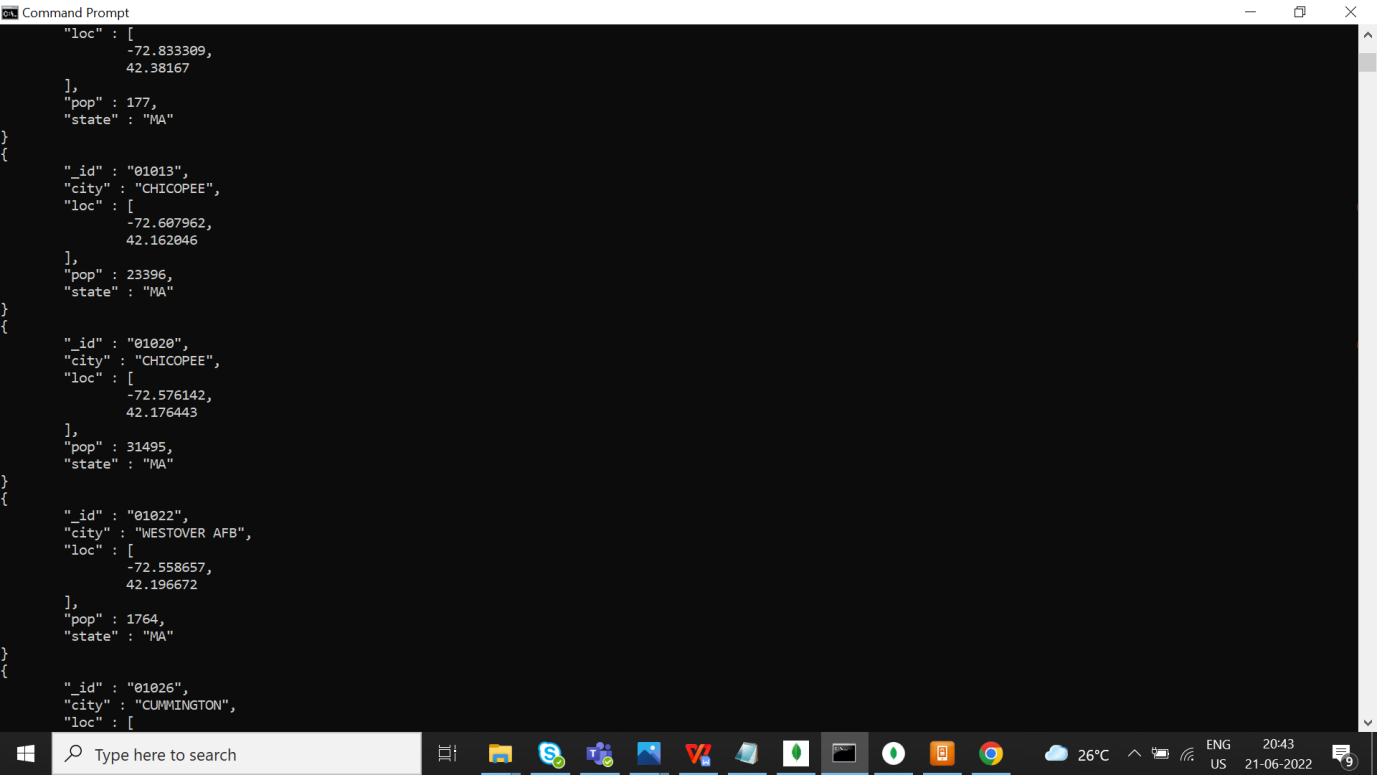 Command Prompt
"loc" : [
-72.833309,
42.38167
],
"pop" : 177,
"state" : "MA"
}
{
"_id" : "01013",
"city" : "CHICOPEE",
"loc" : [
-72.607962,
42.162046
],
"pop" : 23396,
"state" : "MA"
}
{
"_id" : "01020",
"city" : "CHICOPEE",
"loc" : [
-72.576142,
42.176443
],
"pop" : 31495,
"state" : "MA"
}
{
"_id" : "01022",
"city" : "WESTOVER AFB",
"loc" : [
-72.558657,
42.196672
],
"pop" : 1764,
"state" : "MA"
}
{
"_id" : "01026",
"city" : "CUMMINGTON",
"loc" : [
Type here to search
26°C
ENG
US
20:43
21-06-2022
9